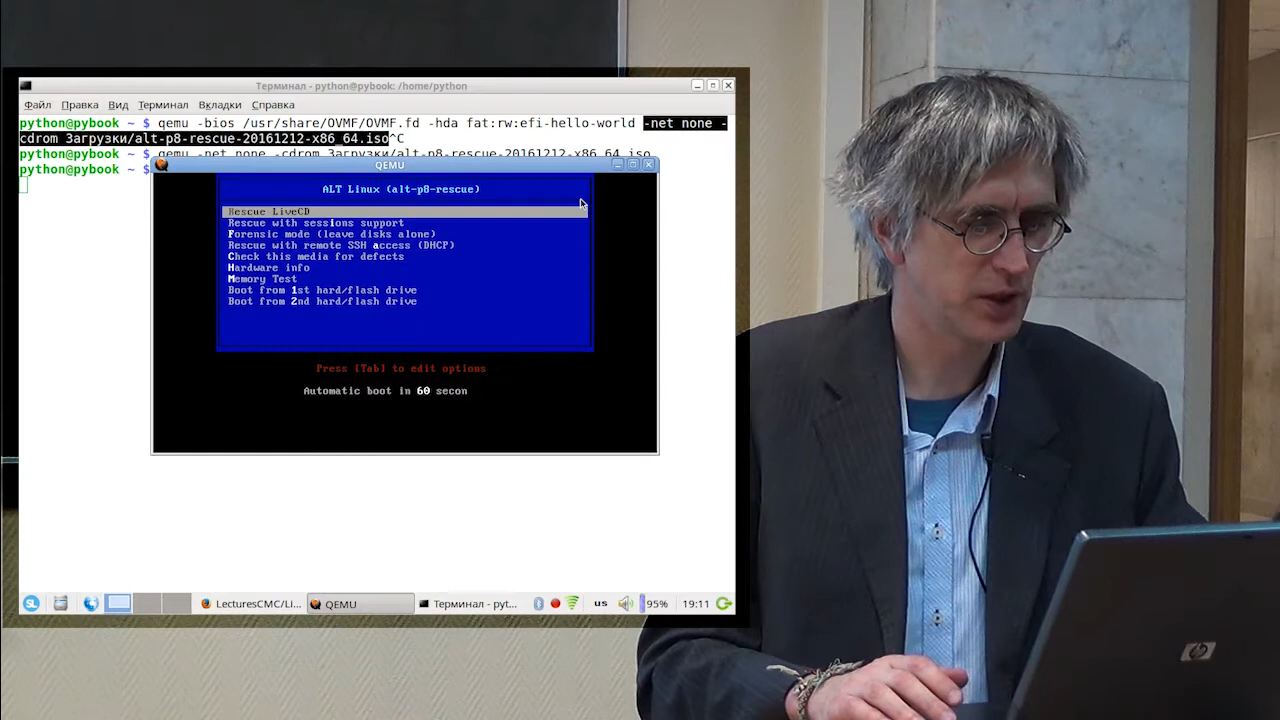 Терминал - python@pybook: /home/python
Файл Правка Вид Терминал Вкладки Справка
python@pybook ~ $ qemu -bios /usr/share/OVMF/OVMF.fd -hda fat:rw:efi-hello-world -net none -
cdrom Загрузки/alt-p8-rescue-20161212-x86_64.iso^C
python@pybook ~ $ qemu -net none -cdrom Загрузки/alt-p8-rescue-20161212-x86_64.iso
python@pybook ~ $
QEMU
ALT Linux (alt-p8-rescue)
Rescue LiveCD
Rescue with sessions support
Forensic mode (leave disks alone)
Rescue with remote SSH access (DHCP)
Check this media for defects
Hardware info
Memory Test
Boot from 1st hard/flash drive
Boot from 2nd hard/flash drive
Press [Tab] to edit options
Automatic boot in 60 secon
SL LecturesCMC/Li... QEMU Терминал - pyt... us 95% 19:11
hp